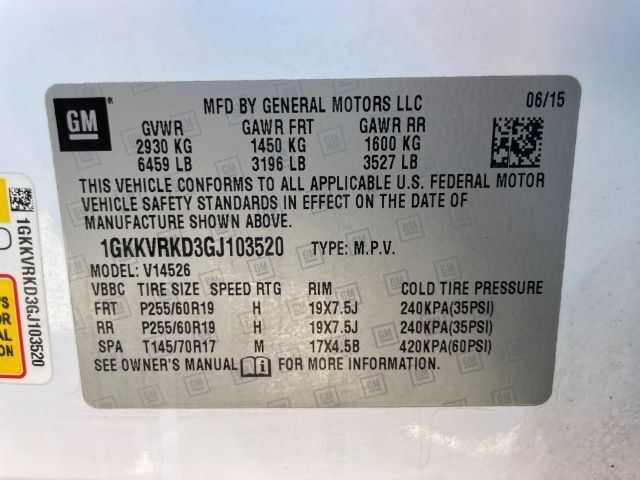 GM
MFD BY GENERAL MOTORS LLC 06/15
GVWR GAWR FRT GAWR RR
2930 KG 1450 KG 1600 KG
6459 LB 3196 LB 3527 LB
THIS VEHICLE CONFORMS TO ALL APPLICABLE U.S. FEDERAL MOTOR
VEHICLE SAFETY STANDARDS IN EFFECT ON THE DATE OF
MANUFACTURE SHOWN ABOVE.
1GKKVRKD3GJ103520 TYPE: M.P.V.
MODEL: V14526
VBBC TIRE SIZE SPEED RTG RIM COLD TIRE PRESSURE
FRT P255/60R19 H 19X7.5J 240KPA(35PSI)
RR P255/60R19 H 19X7.5J 240KPA(35PSI)
SPA T145/70R17 M 17X4.5B 420KPA(60PSI)
SEE OWNER'S MANUAL i FOR MORE INFORMATION.
1GKKVRKD3GJ103520